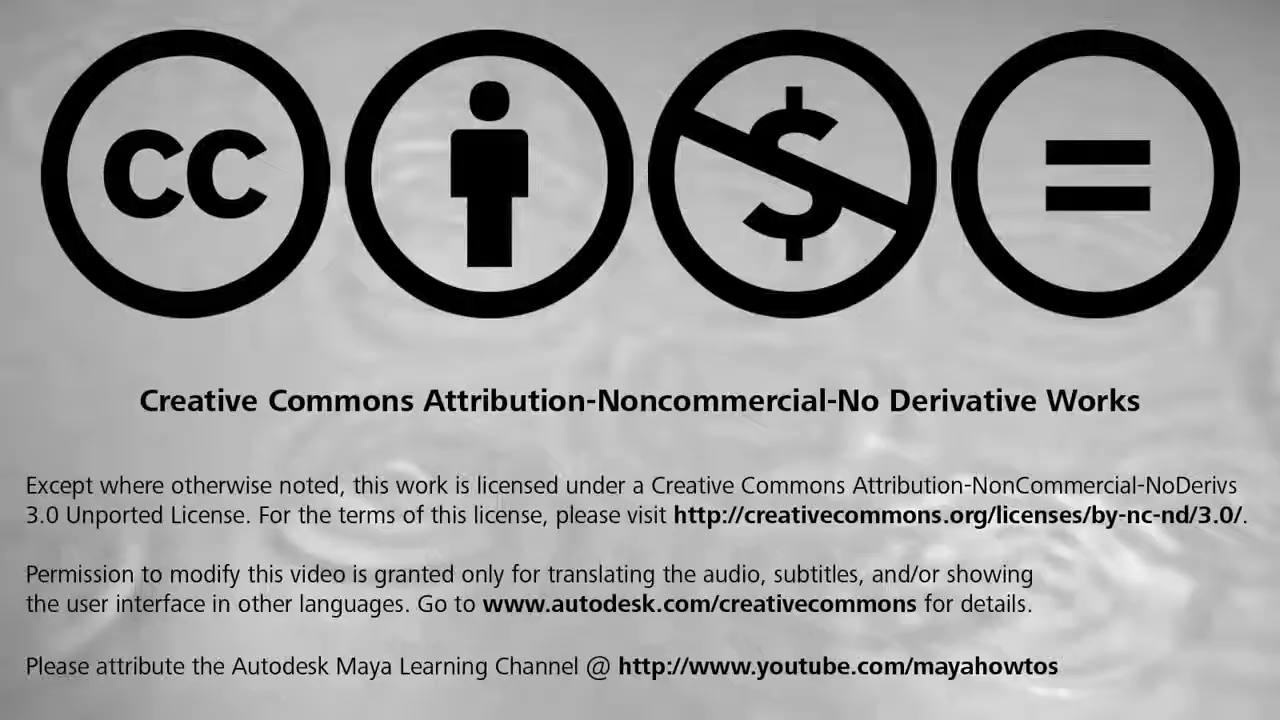 cc
$
=
Creative Commons Attribution-Noncommercial-No Derivative Works
Except where otherwise noted, this work is licensed under a Creative Commons Attribution-NonCommercial-NoDerivs
3.0 Unported License. For the terms of this license, please visit http://creativecommons.org/licenses/by-nc-nd/3.0/.
Permission to modify this video is granted only for translating the audio, subtitles, and/or showing
the user interface in other languages. Go to www.autodesk.com/creativecommons for details.
Please attribute the Autodesk Maya Learning Channel @ http://www.youtube.com/mayahowtos